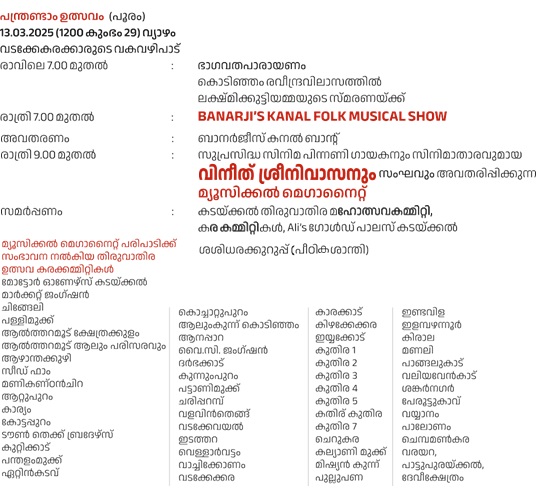 പന്ത്രണ്ടാം ഉത്സവം (പൂരം)
13.03.2025 (1200 കുംഭം 29) വ്യാഴം
വടക്കേകരക്കാരുടെ വകവഴിപാട്
രാവിലെ 7.00 മുതൽ : ഭാഗവതപാരായണം
കൊടിഞ്ഞം രവീന്ദ്രവിലാസത്തിൽ
ലക്ഷ്മിക്കുട്ടിയമ്മയുടെ സ്മരണയ്ക്ക്
രാത്രി 7.00 മുതൽ : BANARJI'S KANAL FOLK MUSICAL SHOW
അവതരണം : ബാനർജീസ് കനൽ ബാന്റ്
രാത്രി 9.00 മുതൽ : സുപ്രസിദ്ധ സിനിമ പിന്നണി ഗായകനും സിനിമാതാരവുമായ
വിനീത് ശ്രീനിവാസനും സംഘവും അവതരിപ്പിക്കുന്ന
മ്യൂസിക്കൽ മെഗാനൈറ്റ്
സമർപ്പണം : കടയ്ക്കൽ തിരുവാതിര മഹോത്സവകമ്മിറ്റി,
കര കമ്മിറ്റികൾ, Ali's ഗോൾഡ് പാലസ് കടയ്ക്കൽ
ശശിധരക്കുറുപ്പ് (പീഠികശാന്തി)
മ്യൂസിക്കൽ മെഗാനൈറ്റ് പരിപാടിക്ക്
സംഭാവന നൽകിയ തിരുവാതിര
ഉത്സവ കരക്കമ്മിറ്റികൾ
മോട്ടോർ ഓണേഴ്സ് കടയ്ക്കൽ
മാർക്കറ്റ് ജംഗ്ഷൻ
ചിങ്ങേലി
പള്ളിമുക്ക്
ആൽത്തറമൂട് ക്ഷേത്രക്കുളം
ആൽത്തറമൂട് ആലും പരിസരവും
ആഴാന്തക്കുഴി
സീഡ് ഫാം
മണികണ്ഠൻചിറ
ആറ്റുപുറം
കാര്യം
കോട്ടപ്പുറം
ടൗൺ തെക്ക് ബ്രദേഴ്സ്
കുറ്റിക്കാട്
പന്തളംമുക്ക്
ഏറ്റിൻകടവ്
കൊച്ചാറ്റുപുറം
ആലുംകുന്ന് കൊടിഞ്ഞം
ആനപ്പാറ
വൈ.സി. ജംഗ്ഷൻ
ദർഭക്കാട്
കുന്നുംപുറം
പട്ടാണിമുക്ക്
ചരിപ്പറമ്പ്
വളവിൻതെങ്ങ്
വടക്കേവയൽ
ഇടത്തറ
വെള്ളാർവട്ടം
വാച്ചിക്കോണം
വടക്കേക്കര
കാരക്കാട്
കിഴക്കേക്കര
ഇയ്യക്കോട്
കുതിര 1
കുതിര 2
കുതിര 3
കുതിര 4
കുതിര 5
കതിര് കുതിര
കുതിര 7
ചെറുകര
കല്യാണി മുക്ക്
മിഷ്യൻ കുന്ന്
പുല്ലുപണ
ഇണ്ടവിള
ഇളമ്പഴന്നൂർ
കിരാല
മണലി
പാങ്ങലുകാട്
വലിയവേൻകാട്
ശങ്കർനഗർ
പേരൂട്ടുകാവ്
വയ്യാനം
പാലോണം
ചെമ്പമൺകര
വരയറ,
പാട്ടുപുരയ്ക്കൽ,
ദേവീക്ഷേത്രം